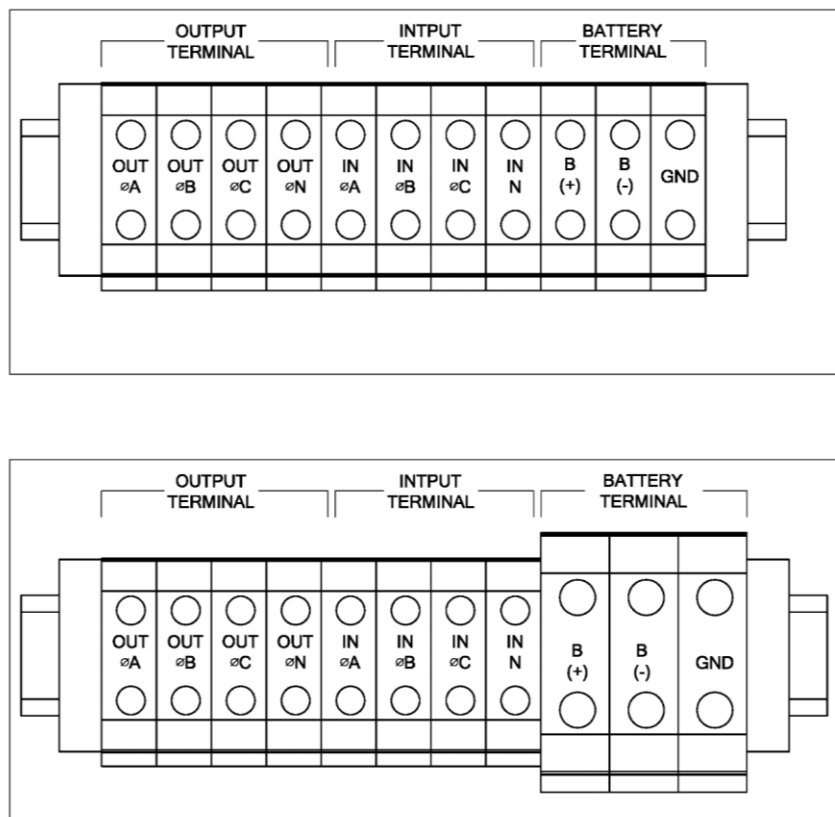 OUTPUT TERMINAL
INTPUT TERMINAL
BATTERY TERMINAL
OUT øA
OUT øB
OUT øC
OUT øN
IN øA
IN øB
IN øC
IN N
B (+)
B (-)
GND
OUTPUT TERMINAL
INTPUT TERMINAL
BATTERY TERMINAL
OUT øA
OUT øB
OUT øC
OUT øN
IN øA
IN øB
IN øC
IN N
B (+)
B (-)
GND